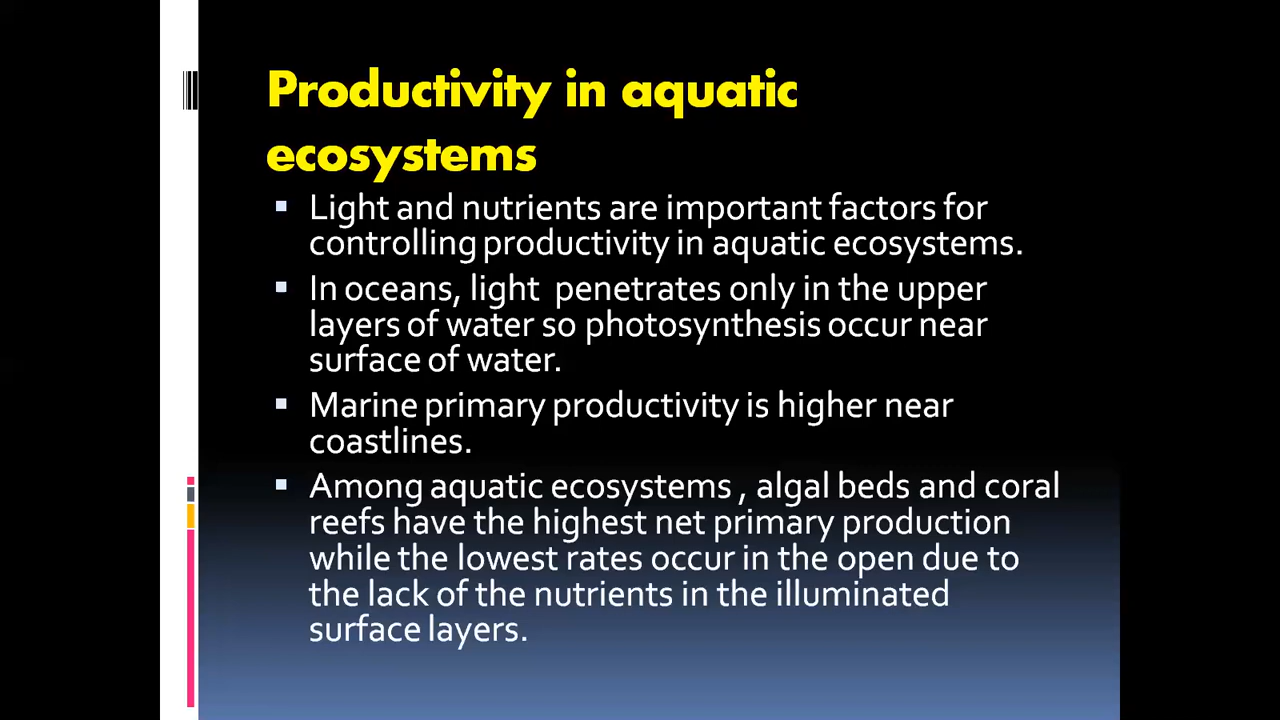 Productivity in aquatic
ecosystems
▪ Light and nutrients are important factors for
controlling productivity in aquatic ecosystems.
▪ In oceans, light penetrates only in the upper
layers of water so photosynthesis occur near
surface of water.
▪ Marine primary productivity is higher near
coastlines.
▪ Among aquatic ecosystems , algal beds and coral
reefs have the highest net primary production
while the lowest rates occur in the open due to
the lack of the nutrients in the illuminated
surface layers.